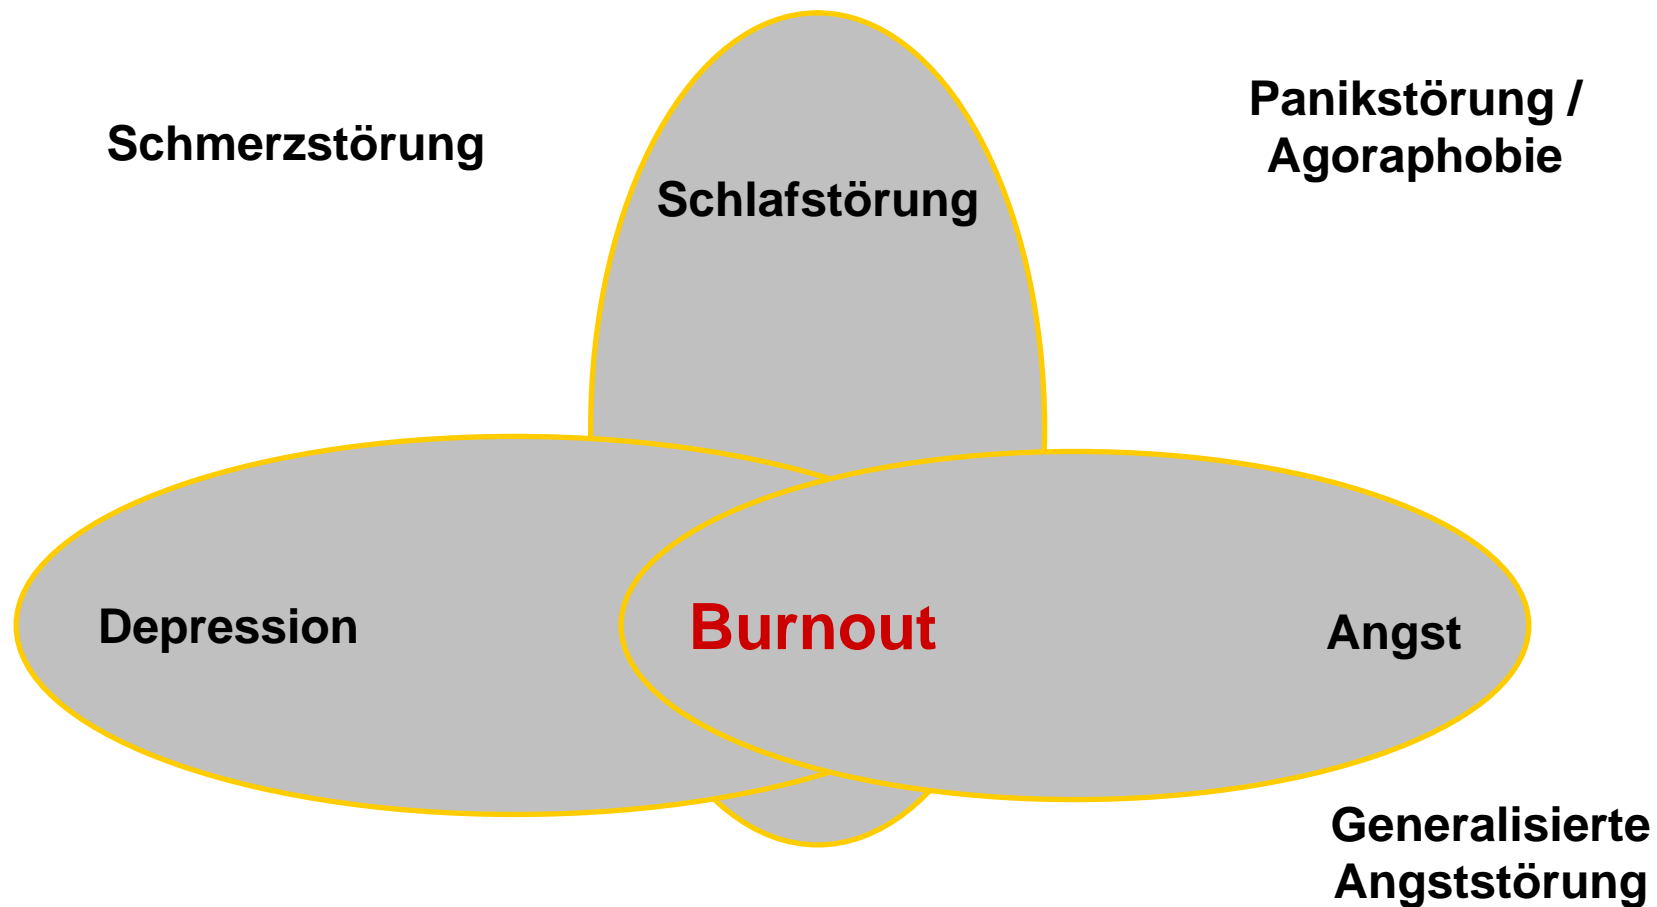 Schmerzstörung
Panikstörung /
Agoraphobie
Schlafstörung
Depression
Burnout
Angst
Generalisierte
Angststörung